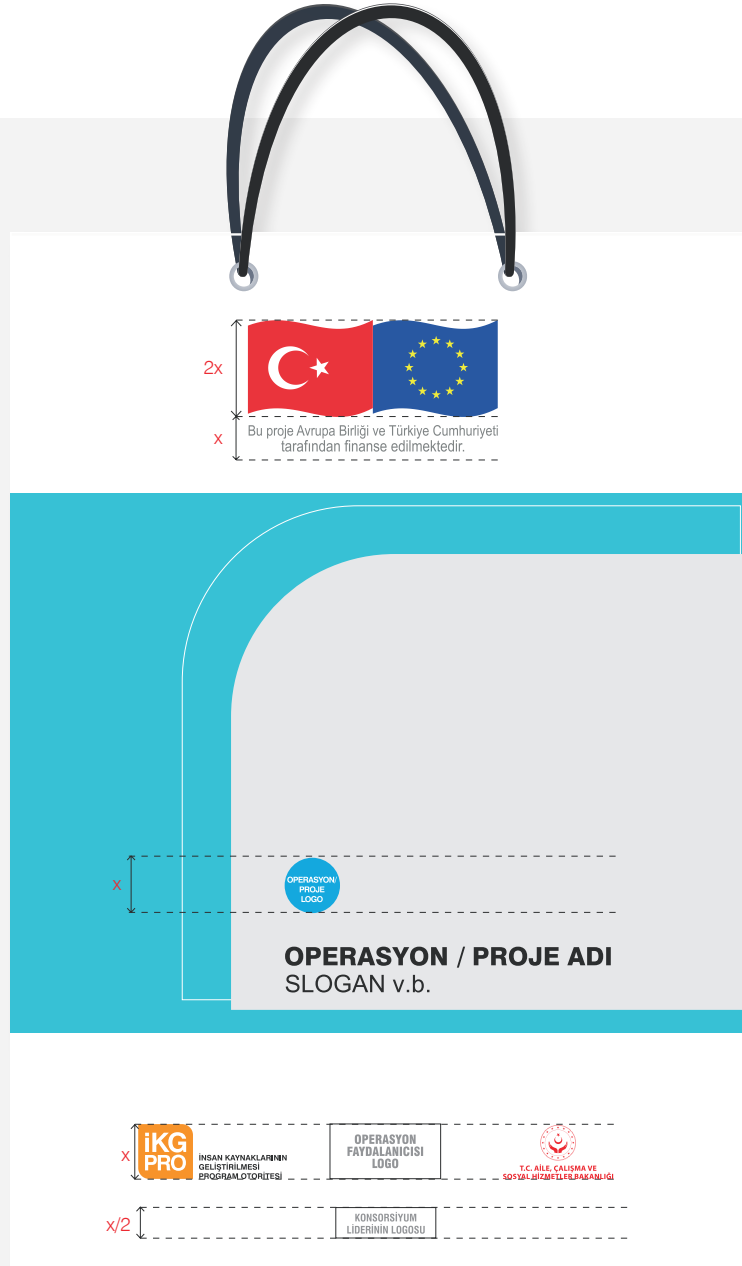 2x
x
Bu proje Avrupa Birliği ve Türkiye Cumhuriyeti
tarafından finanse edilmektedir.
x
OPERASYON/
PROJE
LOGO
OPERASYON / PROJE ADI
SLOGAN v.b.
x
iKG
PRO
İNSAN KAYNAKLARININ
GELİŞTİRİLMESİ
PROGRAM OTORİTESİ
OPERASYON
FAYDALANICISI
LOGO
T.C. AİLE, ÇALIŞMA VE
SOSYAL HİZMETLER BAKANLIĞI
x/2
KONSORSİYUM
LİDERİNİN LOGOSU